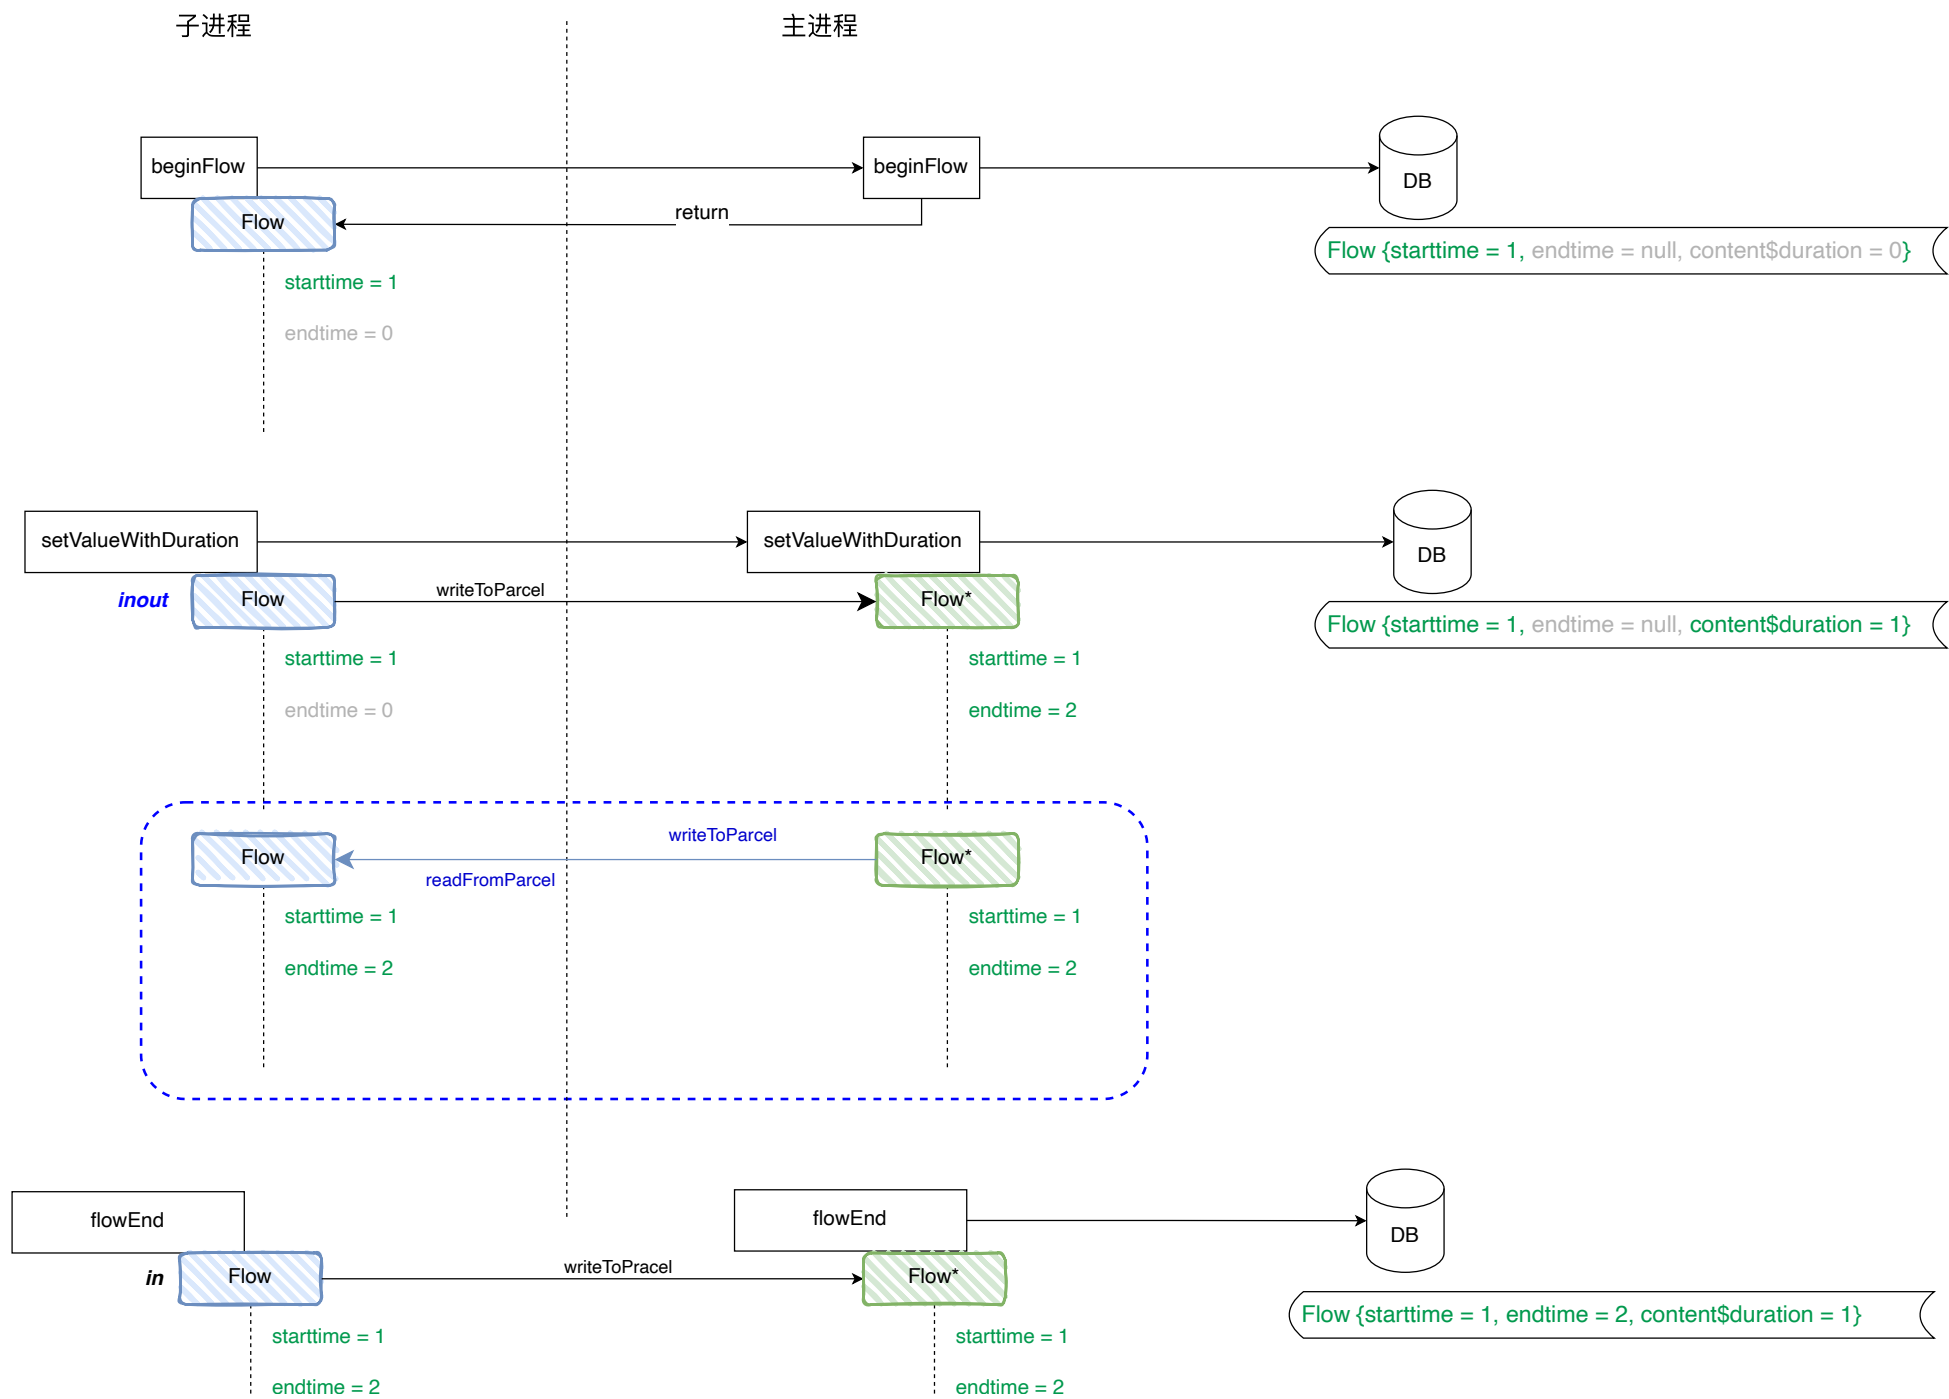 子进程
主进程
beginFlow
beginFlow
DB
Flow
return
Flow {starttime = 1, endtime = null, content$duration = 0}
starttime = 1
endtime = 0
setValueWithDuration
setValueWithDuration
DB
inout
Flow
writeToParcel
Flow*
Flow {starttime = 1, endtime = null, content$duration = 1}
starttime = 1
starttime = 1
endtime = 0
endtime = 2
writeToParcel
Flow
Flow*
readFromParcel
starttime = 1
starttime = 1
endtime = 2
endtime = 2
flowEnd
flowEnd
DB
in
Flow
writeToPracel
Flow*
Flow {starttime = 1, endtime = 2, content$duration = 1}
starttime = 1
starttime = 1
endtime = 2
endtime = 2